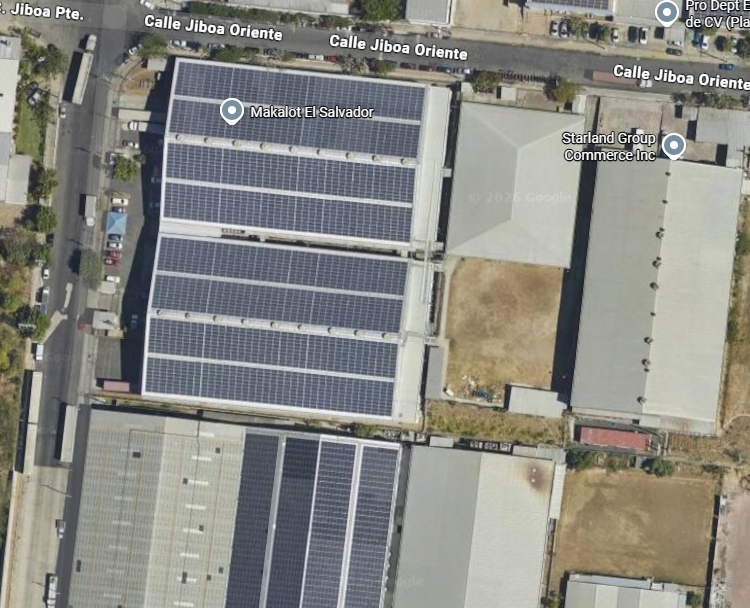 . Jiboa Pte.
Calle Jiboa Oriente
Calle Jiboa Oriente
Calle Jiboa Oriente
Pro Dept E
de CV (Pla
Makalot El Salvador
Starland Group
Commerce Inc
© 2026 Google
Google